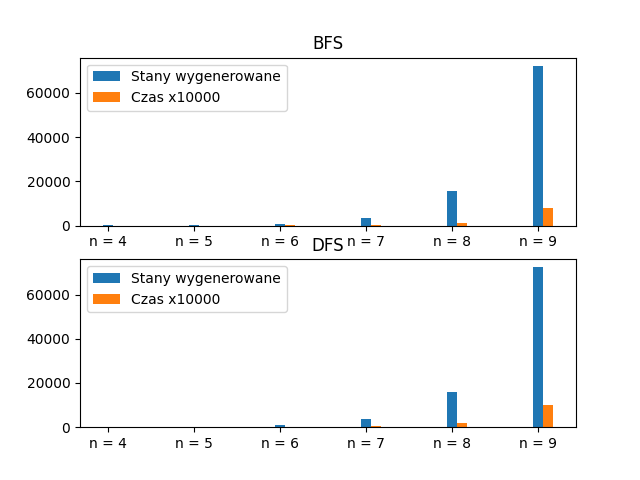 BFS
Stany wygenerowane
Czas x10000
60000
40000
20000
0
n = 4 n = 5 n = 6 n = 7 n = 8 n = 9
DFS
Stany wygenerowane
Czas x10000
60000
40000
20000
0
n = 4 n = 5 n = 6 n = 7 n = 8 n = 9